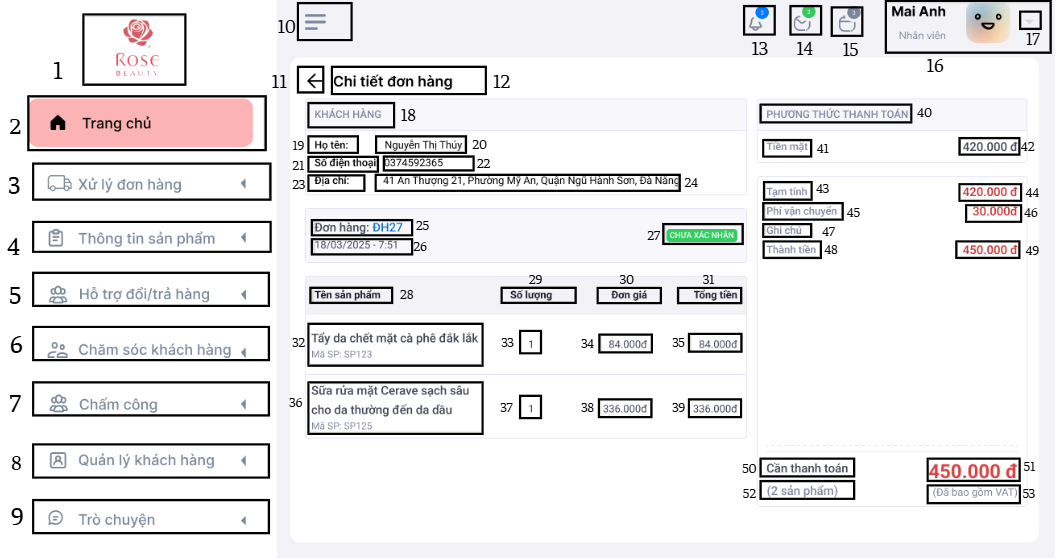 1
ROSE
BEAUTY
2
Trang chủ
3
Xử lý đơn hàng
4
Thông tin sản phẩm
5
Hỗ trợ đổi/trả hàng
6
Chăm sóc khách hàng
7
Chấm công
8
Quản lý khách hàng
9
Trò chuyện
10
13
14
15
Mai Anh
Nhân viên
16
17
11
Chi tiết đơn hàng
12
KHÁCH HÀNG
18
19
Họ tên:
Nguyễn Thị Thúy
20
21
Số điện thoại
0374592365
22
23
Địa chỉ:
41 An Thượng 21, Phường Mỹ An, Quận Ngũ Hành Sơn, Đà Nẵng
24
Đơn hàng: ĐH27
25
18/03/2025 - 7:51
26
27
CHƯA XÁC NHẬN
29
30
31
Tên sản phẩm
28
Số lượng
Đơn giá
Tổng tiền
32
Tẩy da chết mặt cà phê đắk lắk
Mã SP: SP123
33
1
34
84.000đ
35
84.000đ
36
Sữa rửa mặt Cerave sạch sâu
cho da thường đến da dầu
Mã SP: SP125
37
1
38
336.000đ
39
336.000đ
PHƯƠNG THỨC THANH TOÁN
40
Tiền mặt
41
420.000 đ
42
Tạm tính
43
420.000 đ
44
Phí vận chuyển
45
30.000đ
46
Ghi chú
47
Thành tiền
48
450.000 đ
49
50
Cần thanh toán
450.000 đ
51
52
(2 sản phẩm)
(Đã bao gồm VAT)
53